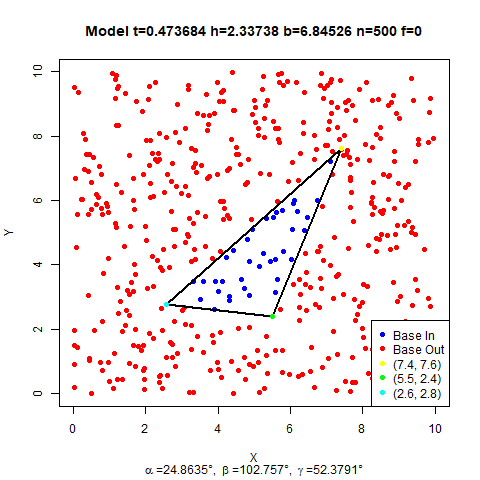 Model t=0.473684 h=2.33738 b=6.84526 n=500 f=0
Y
10
8
6
4
2
0
Base In
Base Out
(7.4, 7.6)
(5.5, 2.4)
(2.6, 2.8)
0 2 4 6 8 10
X
α=24.8635°, β=102.757°, γ=52.3791°